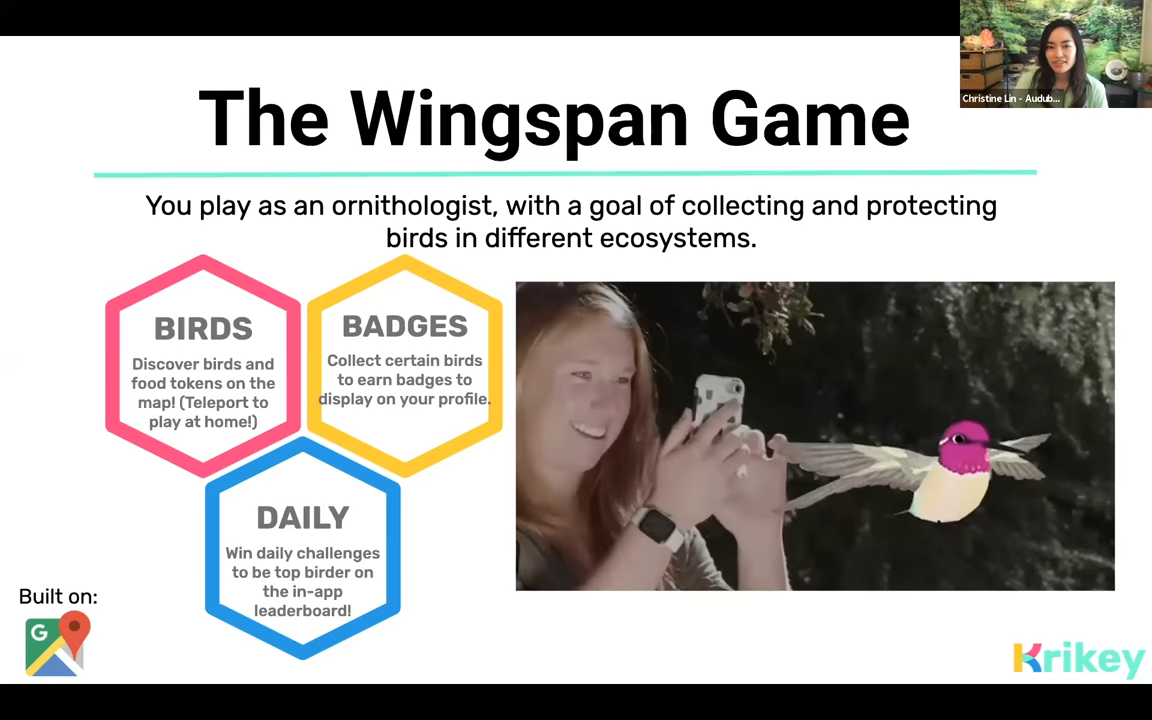 Christine Lin - Audub...
The Wingspan Game
You play as an ornithologist, with a goal of collecting and protecting
birds in different ecosystems.
BIRDS
Discover birds and
food tokens on the
map! (Teleport to
play at home!)
BADGES
Collect certain birds
to earn badges to
display on your profile.
DAILY
Win daily challenges
to be top birder on
the in-app
leaderboard!
Built on:
G
Krikey